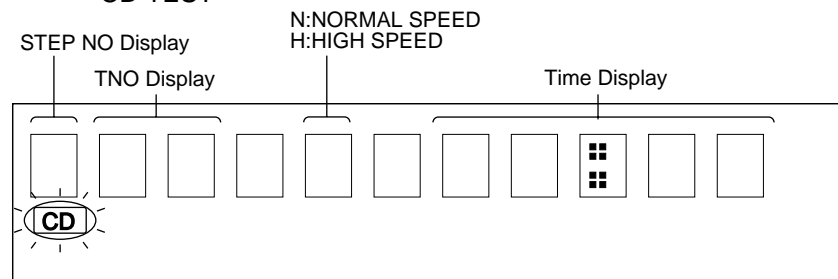 CD TEST
N:NORMAL SPEED
H:HIGH SPEED
STEP NO Display
TNO Display
Time Display
CD